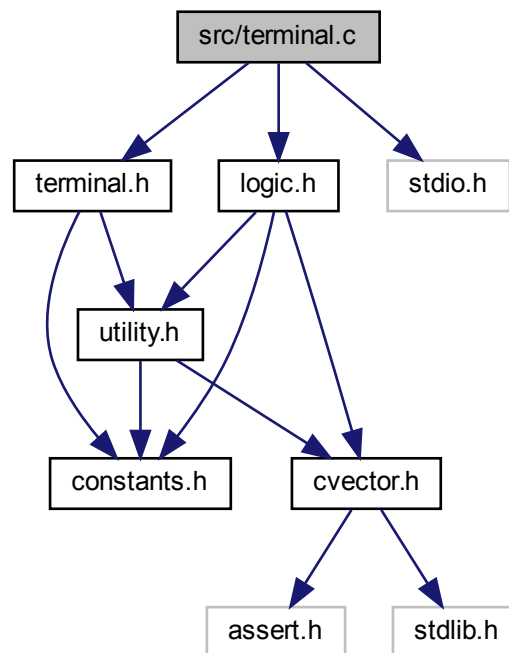 src/terminal.c
terminal.h
logic.h
stdio.h
utility.h
constants.h
cvector.h
assert.h
stdlib.h